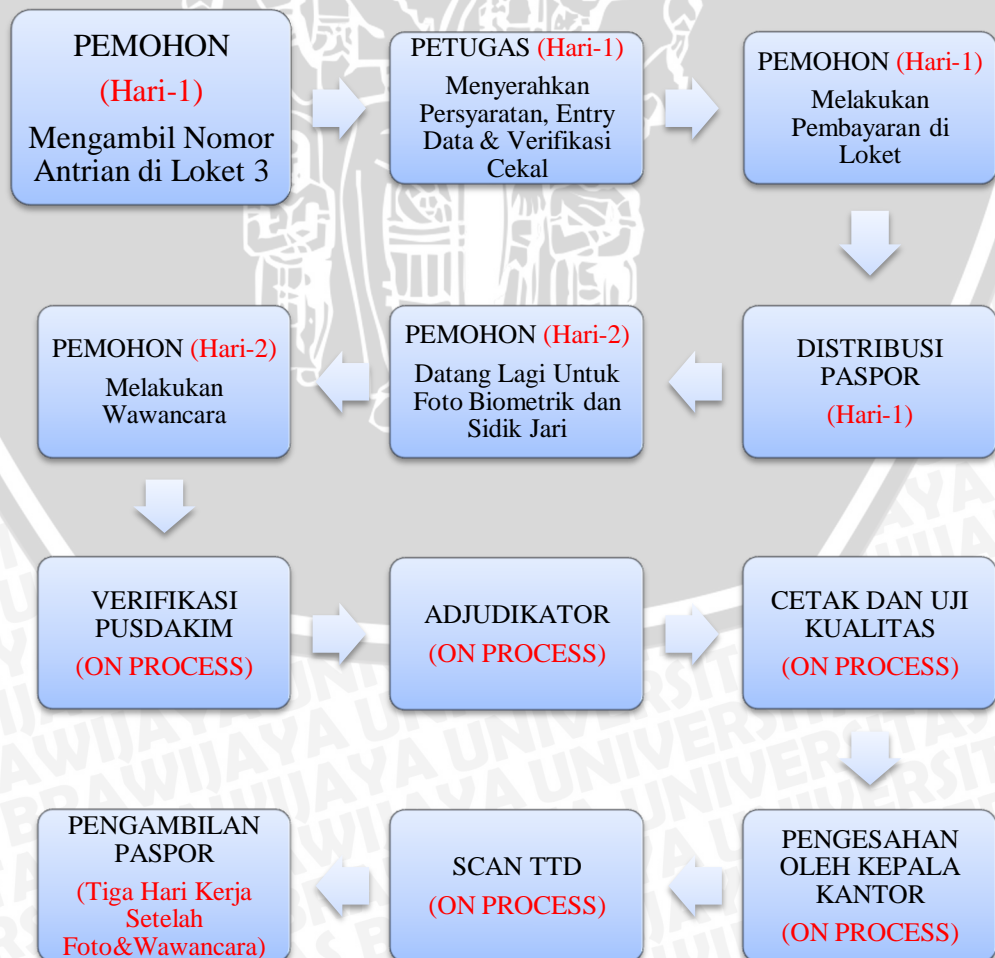 PEMOHON
(Hari-1)
Mengambil Nomor
Antrian di Loket 3
PETUGAS (Hari-1)
Menyerahkan
Persyaratan, Entry
Data & Verifikasi
Cekal
PEMOHON (Hari-1)
Melakukan
Pembayaran di
Loket
DISTRIBUSI
PASPOR
(Hari-1)
PEMOHON (Hari-2)
Datang Lagi Untuk
Foto Biometrik dan
Sidik Jari
PEMOHON (Hari-2)
Melakukan
Wawancara
VERIFIKASI
PUSDAKIM
(ON PROCESS)
ADJUDIKATOR
(ON PROCESS)
CETAK DAN UJI
KUALITAS
(ON PROCESS)
PENGESAHAN
OLEH KEPALA
KANTOR
(ON PROCESS)
SCAN TTD
(ON PROCESS)
PENGAMBILAN
PASPOR
(Tiga Hari Kerja
Setelah
Foto&Wawancara)